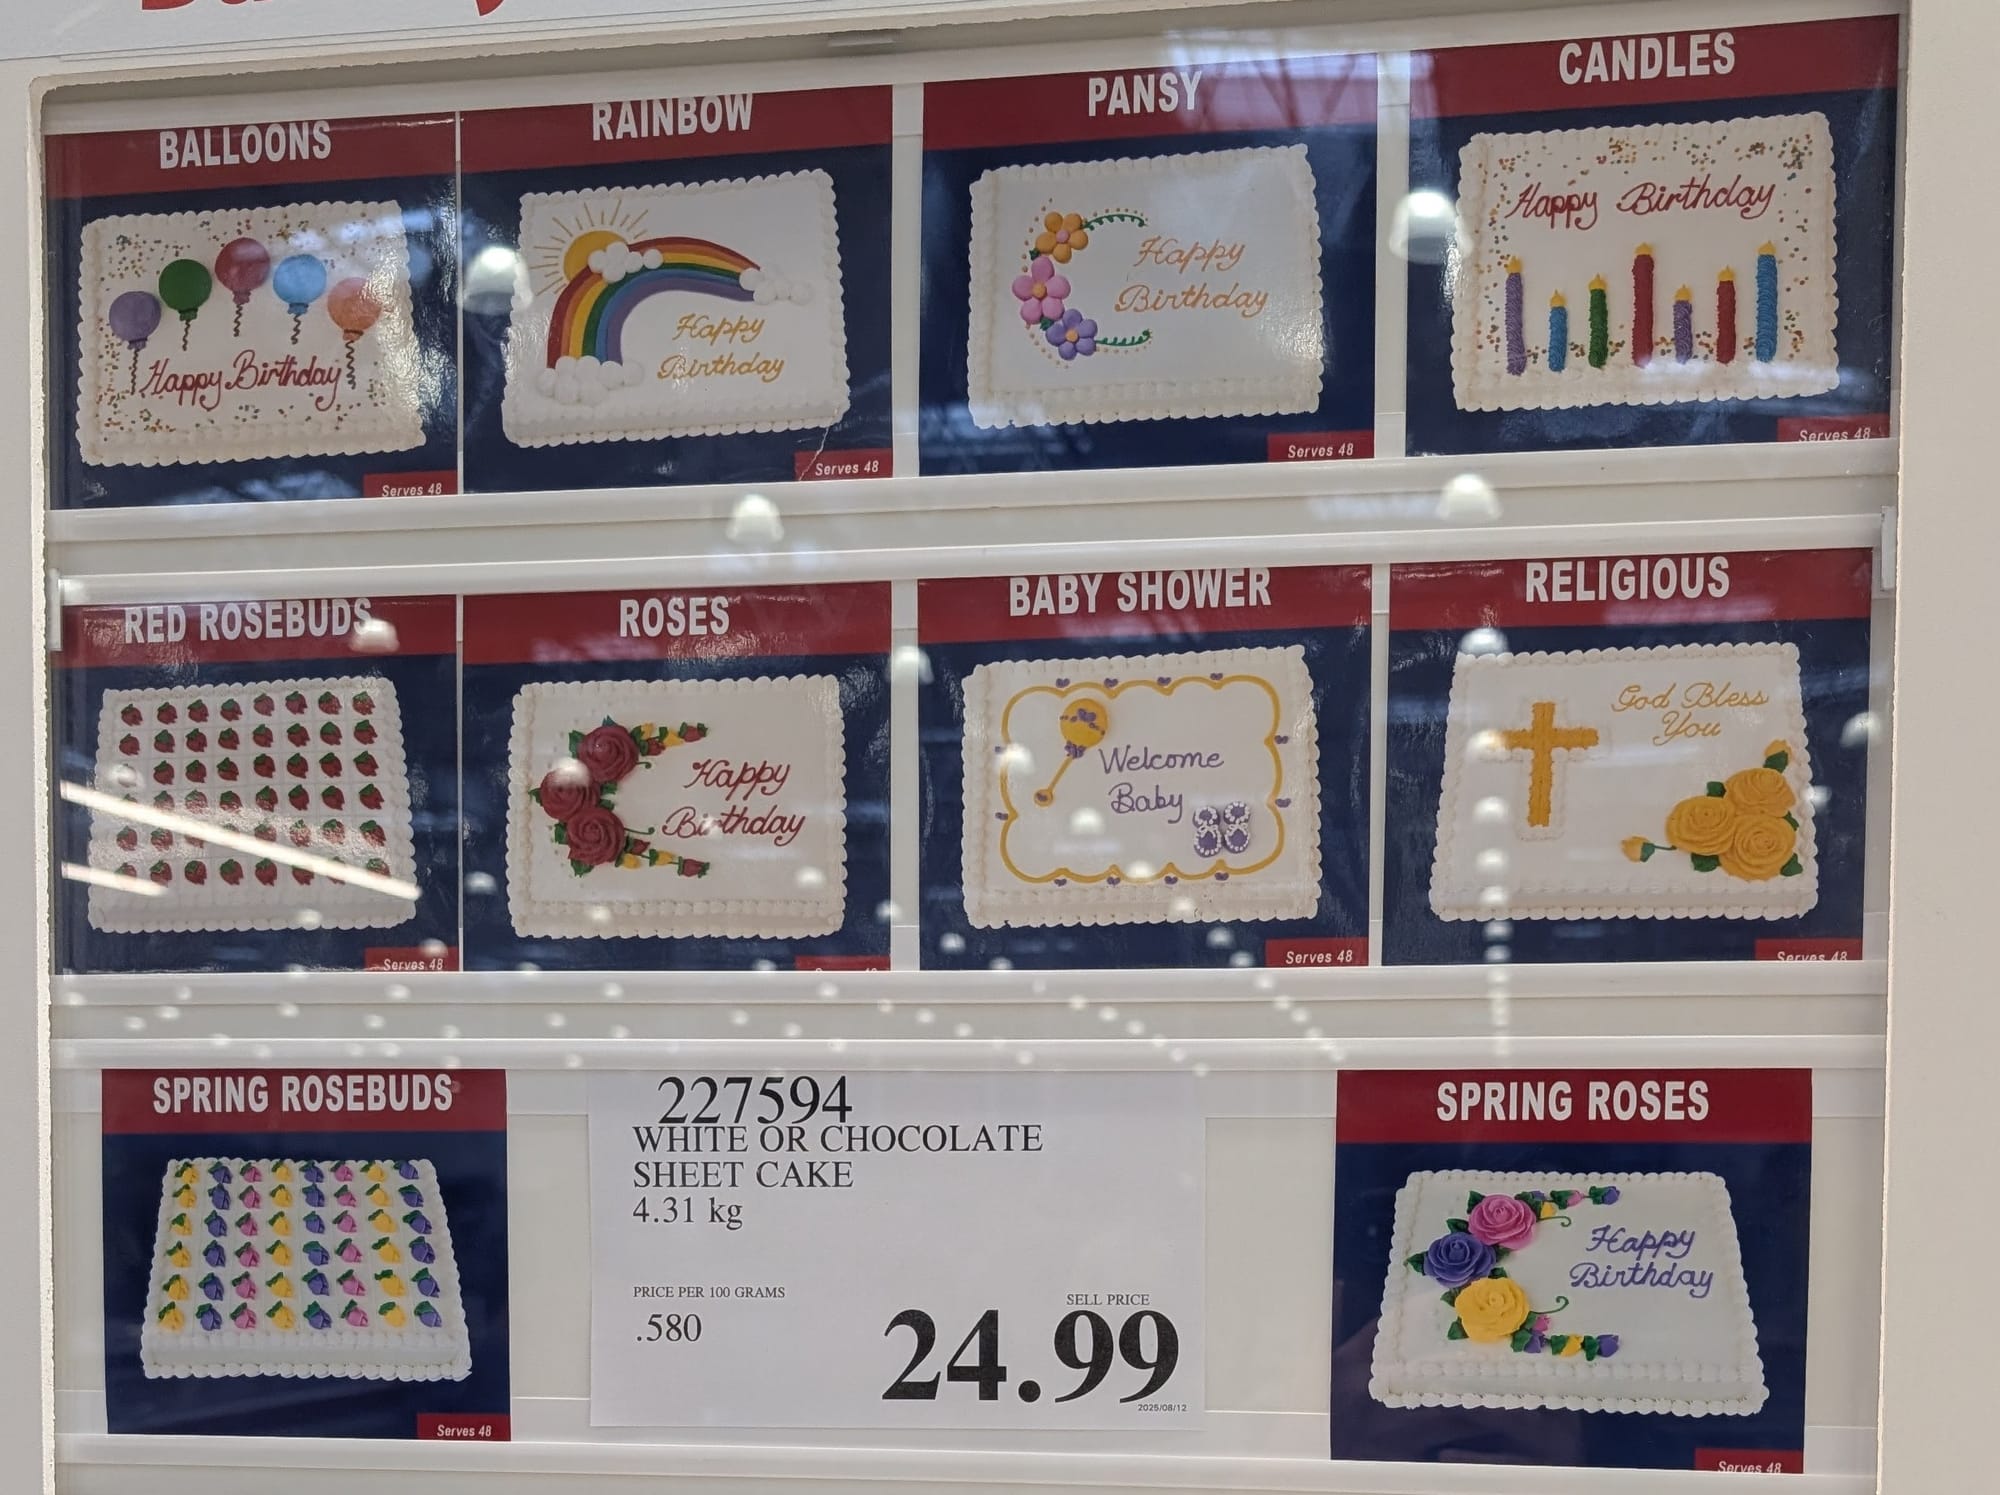 BALLOONS
Happy Birthday
Serves 48
RAINBOW
Happy
Birthday
Serves 48
PANSY
Happy
Birthday
Serves 48
CANDLES
Happy Birthday
Serves 48
RED ROSEBUDS
Serves 48
ROSES
Happy
Birthday
BABY SHOWER
Welcome
Baby
Serves 48
RELIGIOUS
God Bless
You
Serves 48
SPRING ROSEBUDS
Serves 48
227594
WHITE OR CHOCOLATE
SHEET CAKE
4.31 kg
PRICE PER 100 GRAMS
.580
SELL PRICE
24.99
2025/08/12
SPRING ROSES
Happy
Birthday
Serves 48